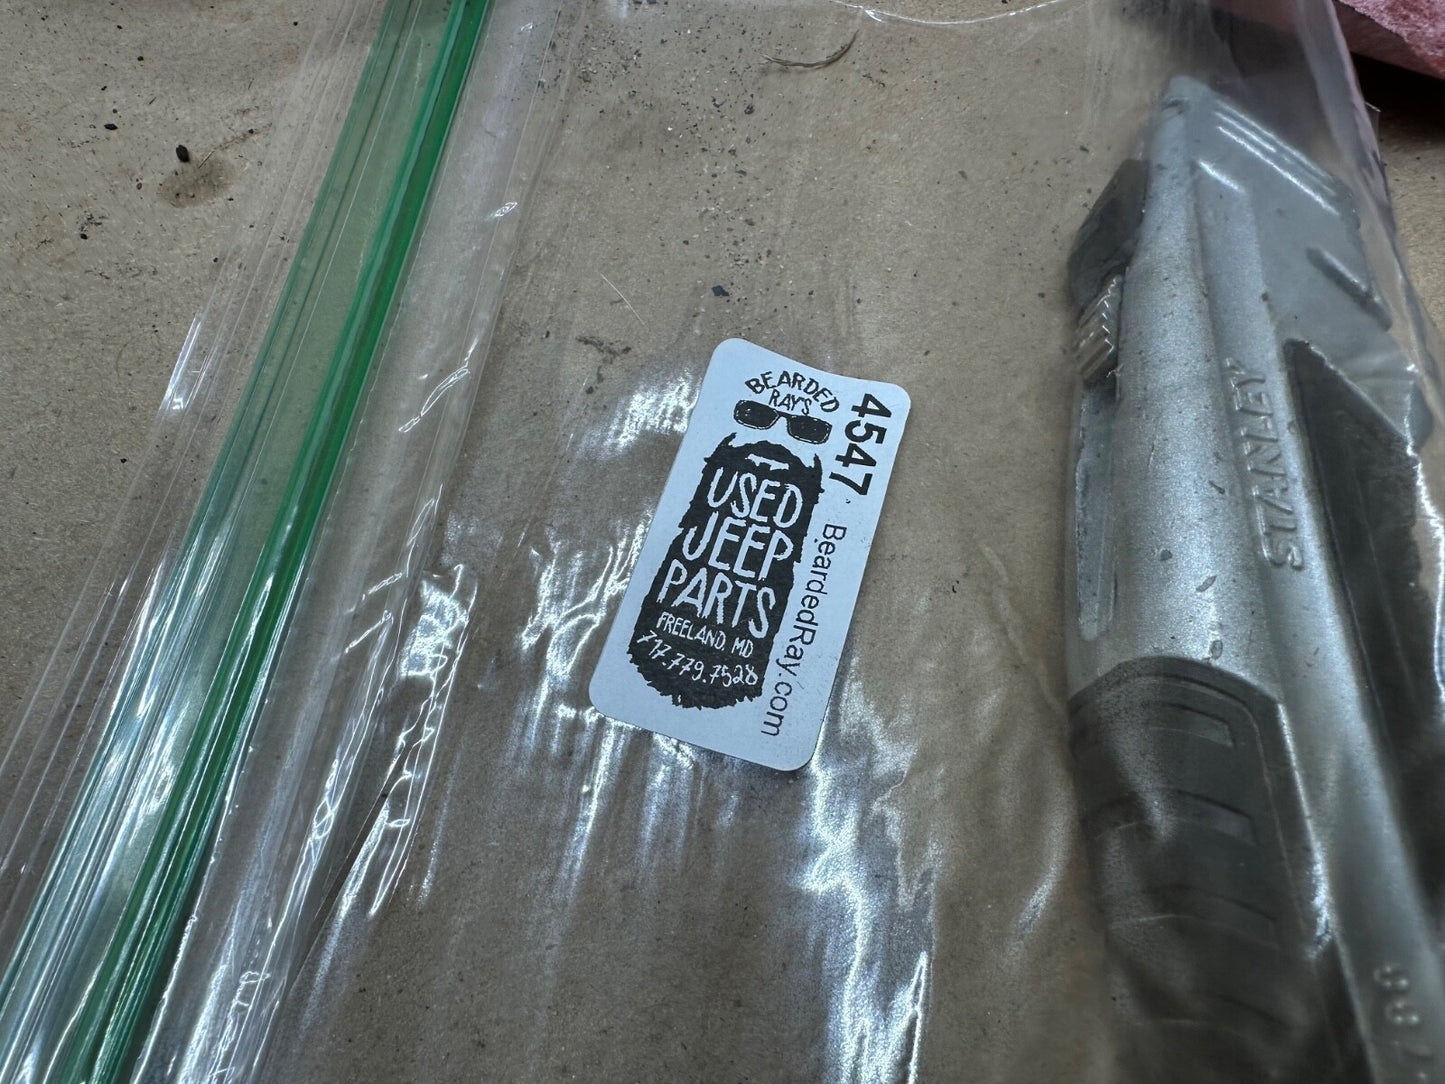 BEARDED
RAY'S
USED
JEEP
PARTS
FREELAND, MD
717.779.7528
4547
BeardedRay.com
STANLEY